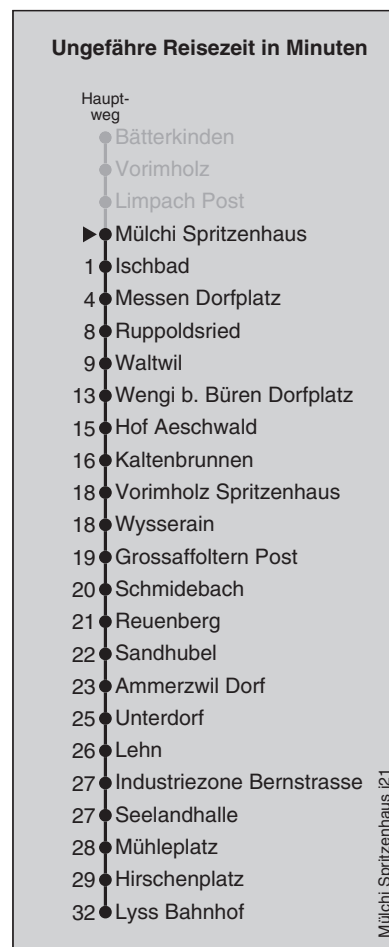 Ungefähre Reisezeit in Minuten
Haupt-
weg
Bätterkinden
Vorimholz
Limpach Post
Mülchi Spritzenhaus
1 Ischbad
4 Messen Dorfplatz
8 Ruppoldsried
9 Waltwil
13 Wengi b. Büren Dorfplatz
15 Hof Aeschwald
16 Kaltenbrunnen
18 Vorimholz Spritzenhaus
18 Wysserain
19 Grossaffoltern Post
20 Schmidebach
21 Reuenberg
22 Sandhubel
23 Ammerzwil Dorf
25 Unterdorf
26 Lehn
27 Industriezone Bernstrasse
27 Seelandhalle
28 Mühleplatz
29 Hirschenplatz
32 Lyss Bahnhof
Mülchi Spritzenhaus j21